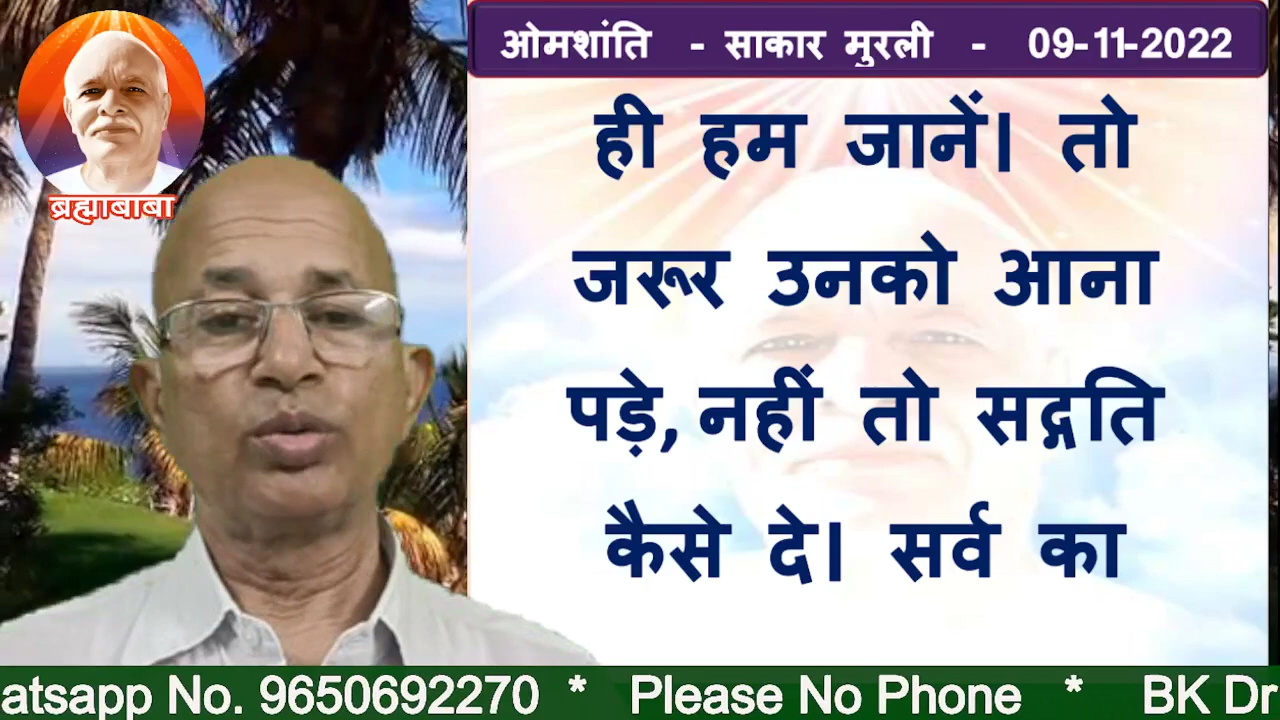 ओमशांति - साकार मुरली - 09-11-2022
ब्रह्माबाबा
ही हम जानें। तो
जरूर उनको आना
पड़े, नहीं तो सद्गति
कैसे दे। सर्व का
atsapp No. 9650692270 * Please No Phone * BK Dr